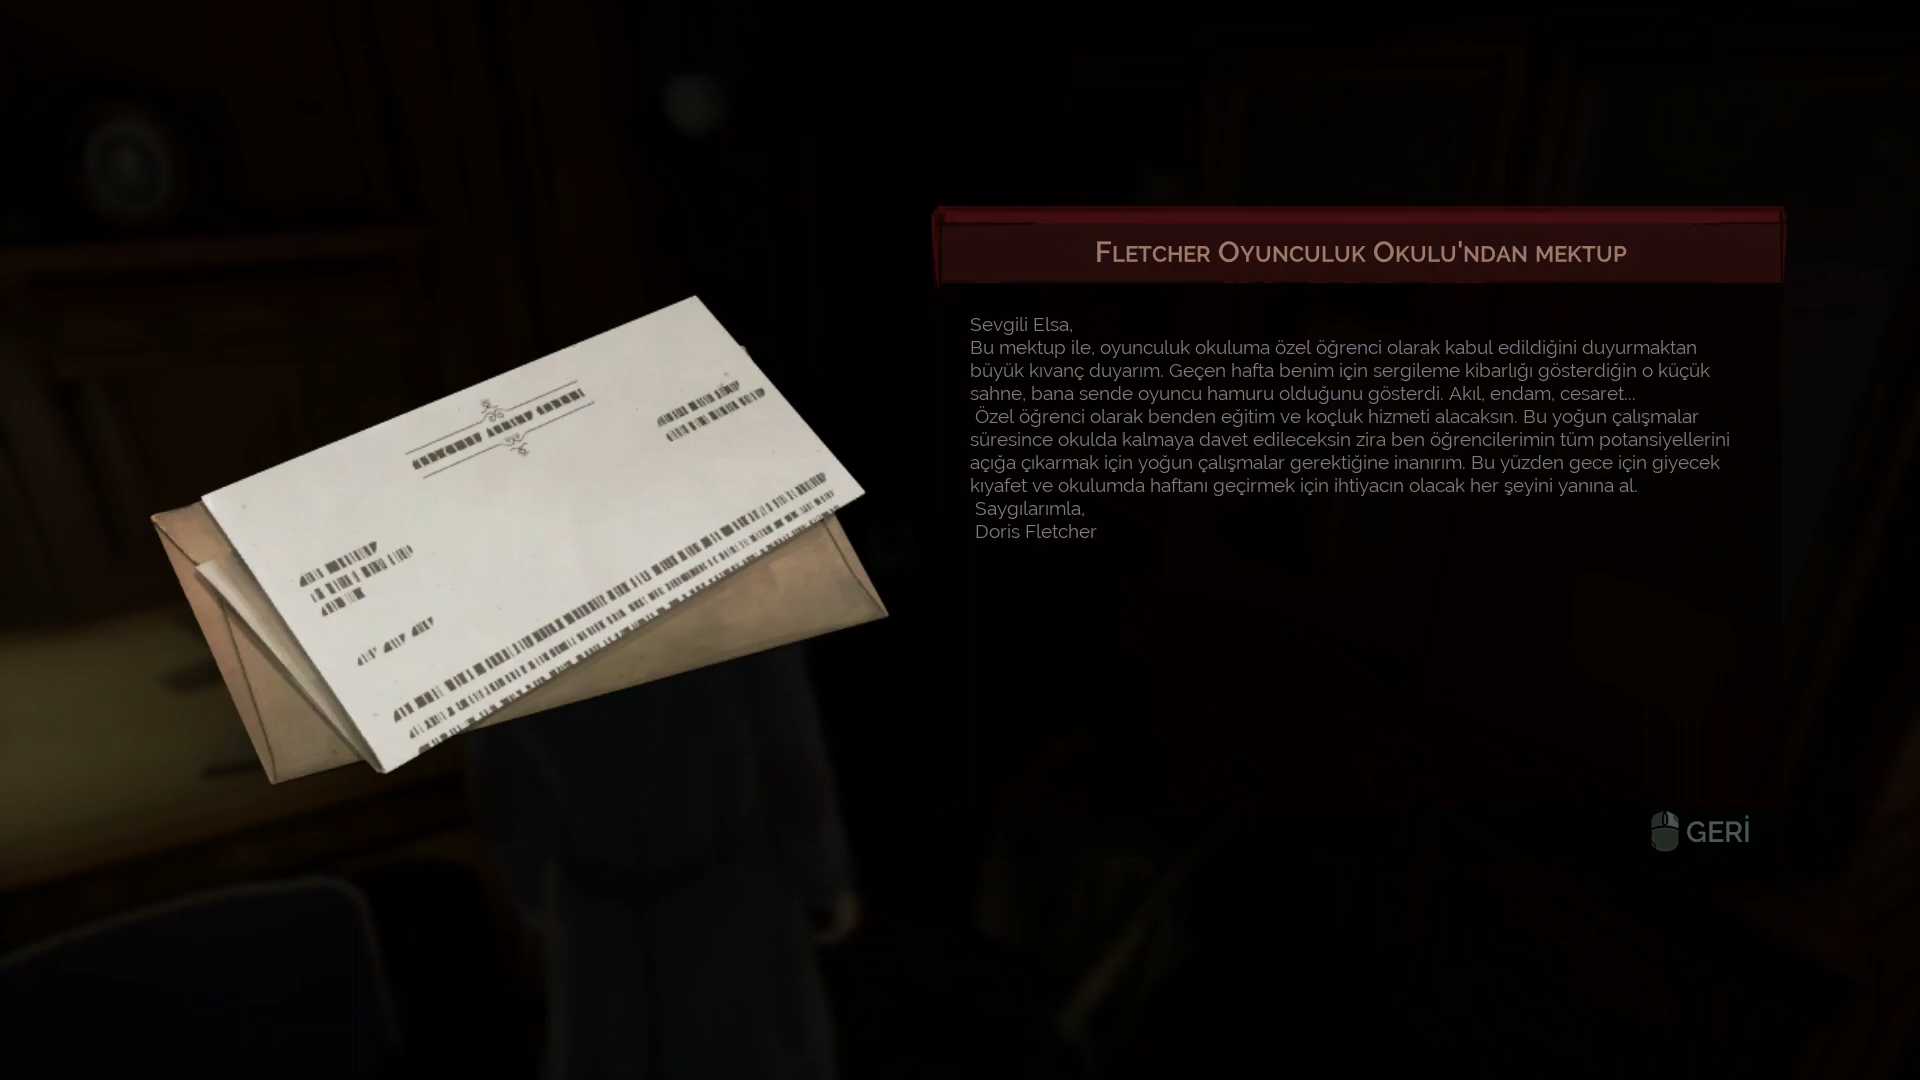 Fletcher Oyunculuk Okulu'ndan mektup
Sevgili Elsa,
Bu mektup ile, oyunculuk okuluma özel öğrenci olarak kabul edildiğini duyurmaktan
büyük kıvanç duyarım. Geçen hafta benim için sergileme kibarlığı gösterdiğin o küçük
sahne, bana sende oyuncu hamuru olduğunu gösterdi. Akıl, endam, cesaret...
Özel öğrenci olarak benden eğitim ve koçluk hizmeti alacaksın. Bu yoğun çalışmalar
süresince okulda kalmaya davet edileceksin zira ben öğrencilerimin tüm potansiyellerini
açığa çıkarmak için yoğun çalışmalar gerektiğine inanırım. Bu yüzden gece için giyecek
kıyafet ve okulumda haftanı geçirmek için ihtiyacın olacak her şeyini yanına al.
Saygılarımla,
Doris Fletcher
GERİ